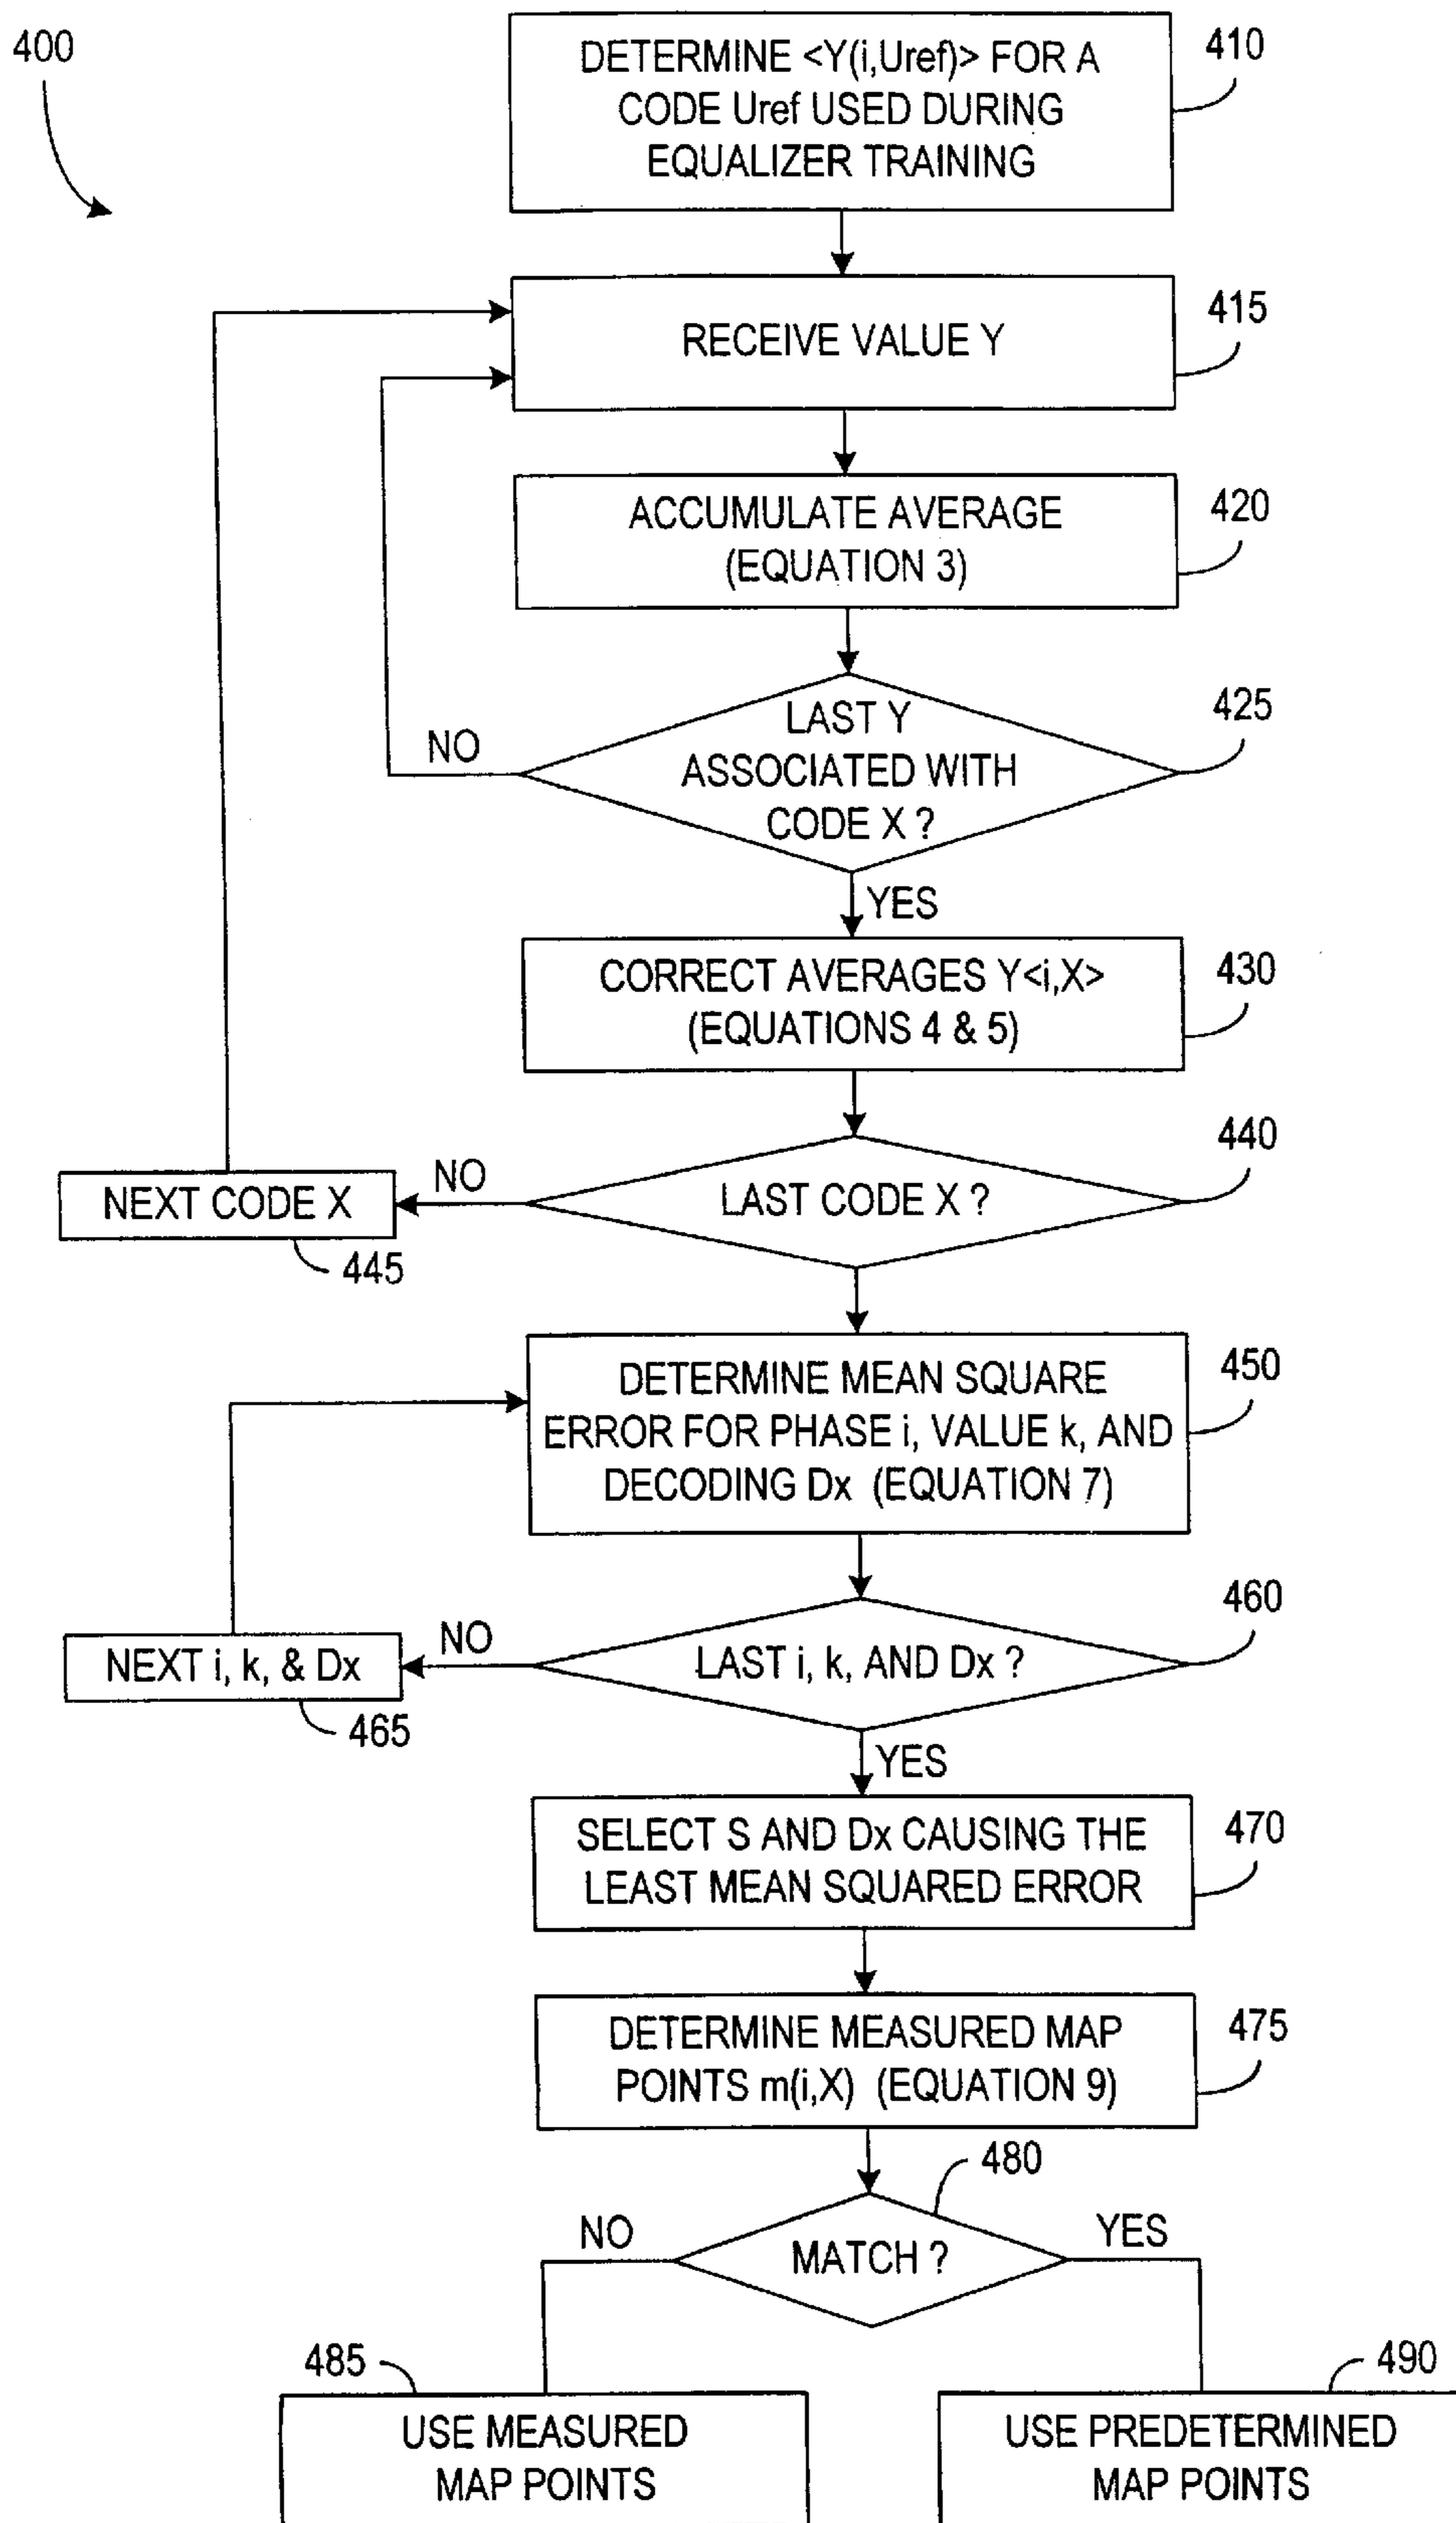 400
DETERMINE <Y(i,Uref)> FOR A
CODE Uref USED DURING
EQUALIZER TRAINING
410
RECEIVE VALUE Y
415
ACCUMULATE AVERAGE
(EQUATION 3)
420
LAST Y
ASSOCIATED WITH
CODE X ?
425
NO
YES
CORRECT AVERAGES Y<i,X>
(EQUATIONS 4 & 5)
430
LAST CODE X ?
440
NO
NEXT CODE X
445
DETERMINE MEAN SQUARE
ERROR FOR PHASE i, VALUE k, AND
DECODING Dx (EQUATION 7)
450
LAST i, k, AND Dx ?
460
NO
NEXT i, k, & Dx
465
YES
SELECT S AND Dx CAUSING THE
LEAST MEAN SQUARED ERROR
470
DETERMINE MEASURED MAP
POINTS m(i,X) (EQUATION 9)
475
480
MATCH ?
NO
YES
485
USE MEASURED
MAP POINTS
490
USE PREDETERMINED
MAP POINTS